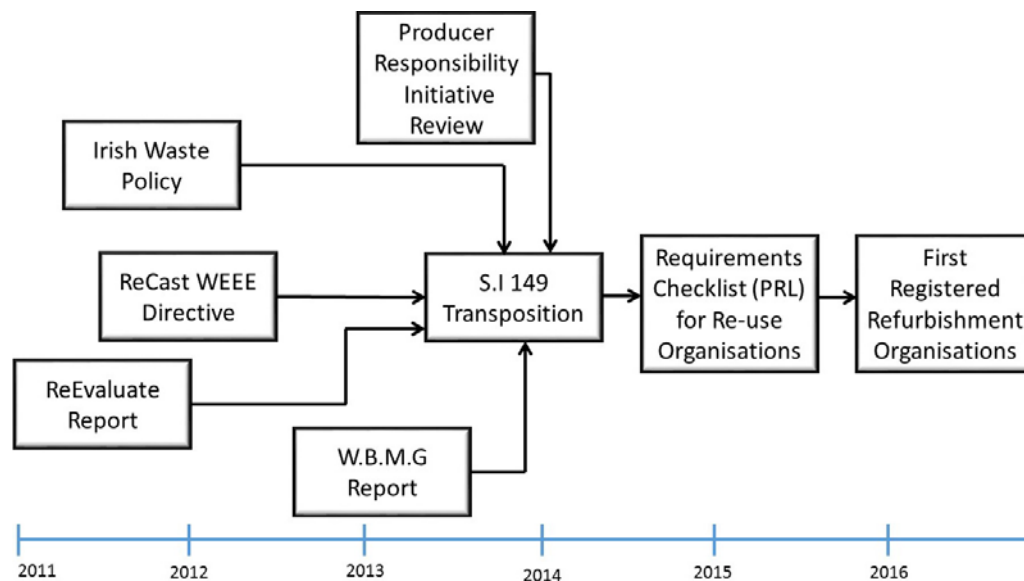 Producer
Responsibility
Initiative
Review
Irish Waste
Policy
ReCast WEEE
Directive
S.I 149
Transposition
Requirements
Checklist (PRL)
for Re-use
Organisations
First
Registered
Refurbishment
Organisations
ReEvaluate
Report
W.B.M.G
Report
2011
2012
2013
2014
2015
2016